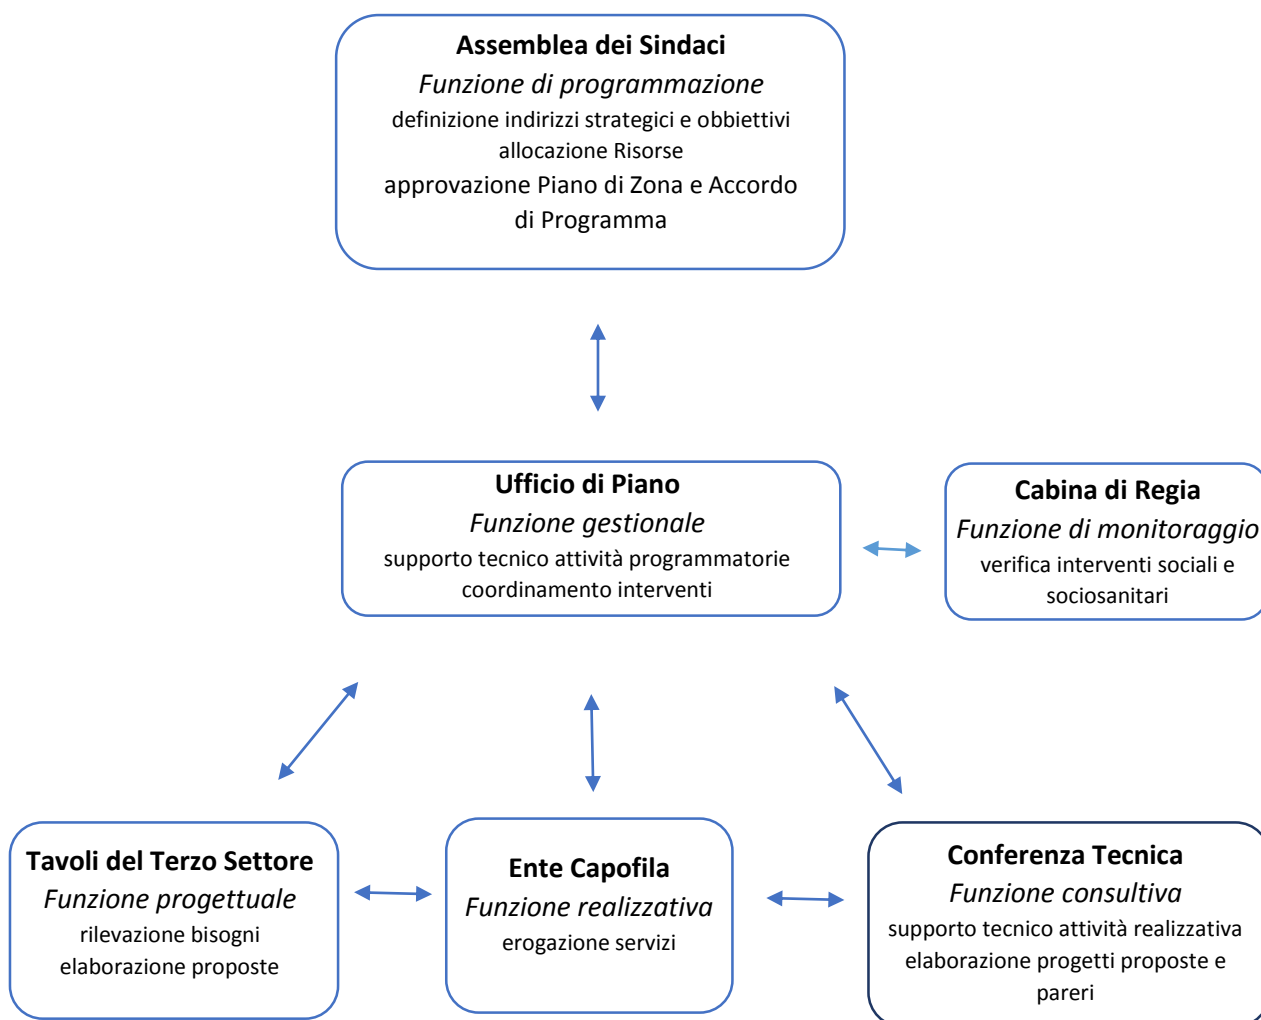 Assemblea dei Sindaci
Funzione di programmazione
definizione indirizzi strategici e obbiettivi
allocazione Risorse
approvazione Piano di Zona e Accordo
di Programma
Ufficio di Piano
Funzione gestionale
supporto tecnico attività programmatorie
coordinamento interventi
Cabina di Regia
Funzione di monitoraggio
verifica interventi sociali e
sociosanitari
Tavoli del Terzo Settore
Funzione progettuale
rilevazione bisogni
elaborazione proposte
Ente Capofila
Funzione realizzativa
erogazione servizi
Conferenza Tecnica
Funzione consultiva
supporto tecnico attività realizzativa
elaborazione progetti proposte e
pareri